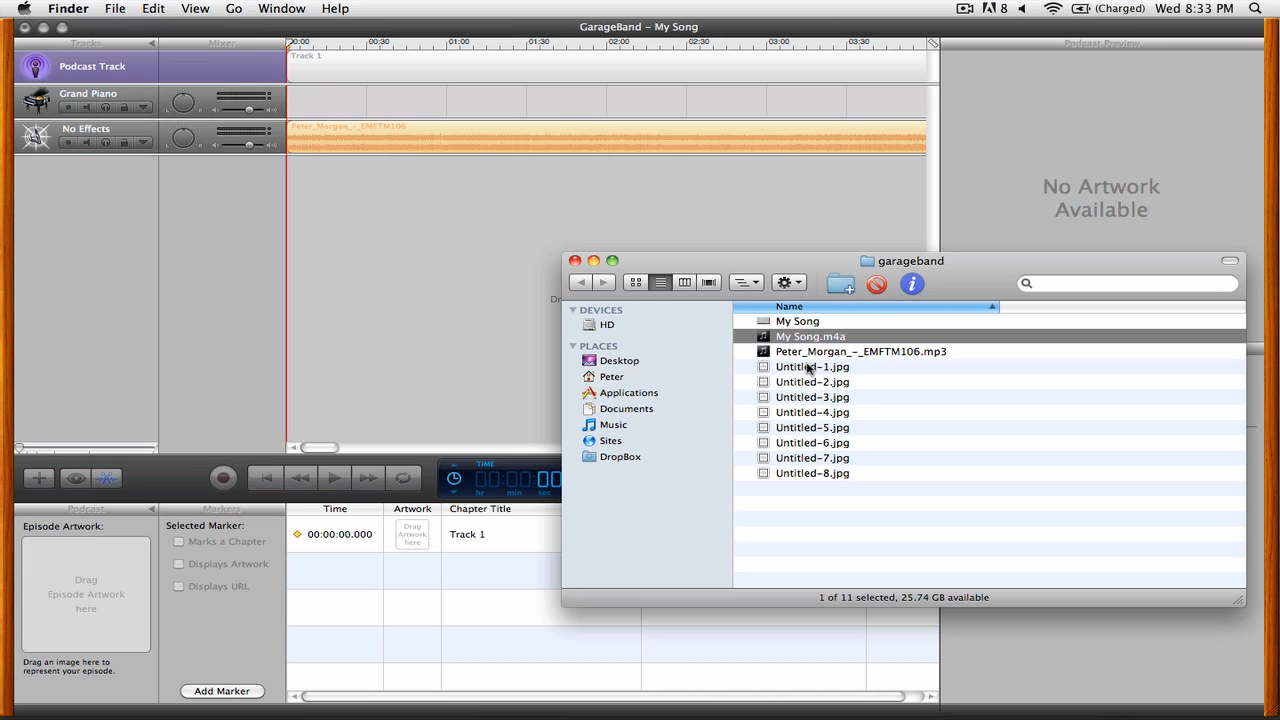 Finder File Edit View Go Window Help
8 (Charged) Wed 8:33 PM
GarageBand – My Song
Tracks Mixer Podcast Preview
00:00 00:30 01:00 01:30 02:00 02:30 03:00 03:30
Podcast Track
Track 1
Grand Piano
No Effects
Peter_Morgan_-_EMFTM106
No Artwork
Available
garageband
DEVICES
HD
PLACES
Desktop
Peter
Applications
Documents
Music
Sites
DropBox
Name
My Song
My Song.m4a
Peter_Morgan_-_EMFTM106.mp3
Untitled-1.jpg
Untitled-2.jpg
Untitled-3.jpg
Untitled-4.jpg
Untitled-5.jpg
Untitled-6.jpg
Untitled-7.jpg
Untitled-8.jpg
1 of 11 selected, 25.74 GB available
TIME
00:00:00
hr min sec
Podcast Markers
Time Artwork Chapter Title
Episode Artwork:
Drag
Episode Artwork
here
Drag an image here to
represent your episode.
Selected Marker:
Marks a Chapter
Displays Artwork
Displays URL
Add Marker
00:00:00.000
Drag
Artwork
here
Track 1